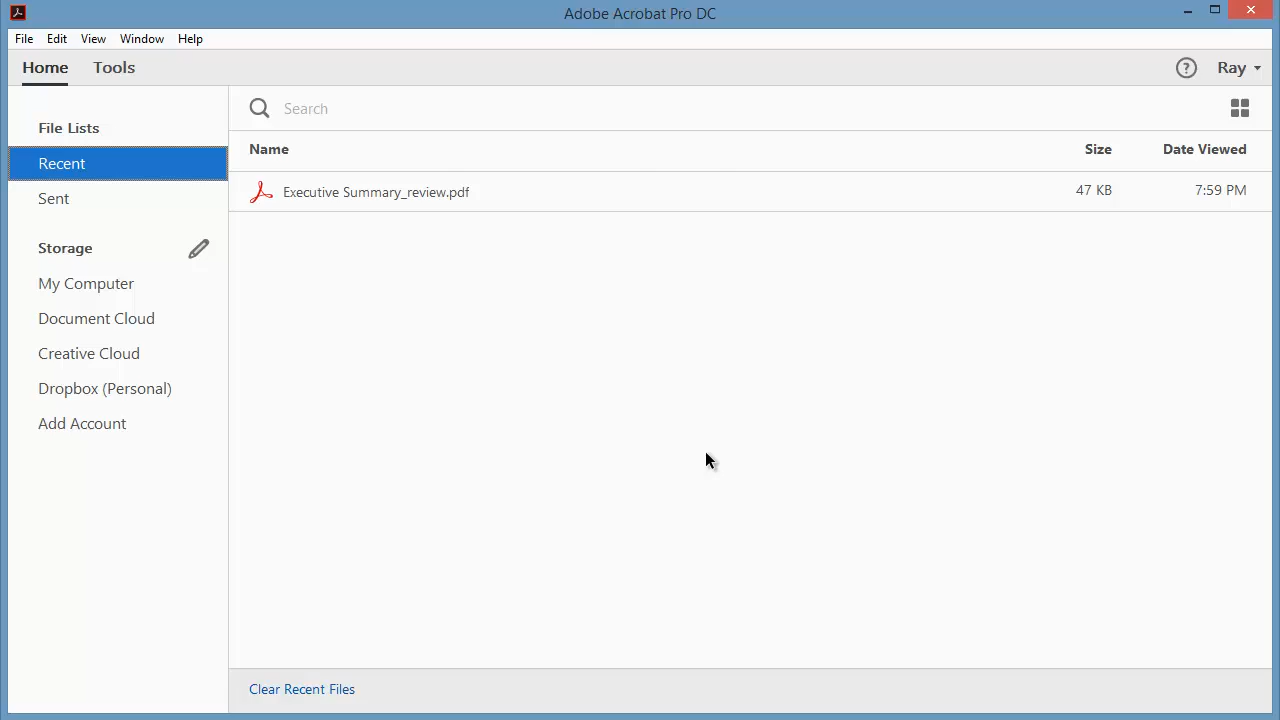 Adobe Acrobat Pro DC
File Edit View Window Help
Home Tools ? Ray
File Lists
Recent
Sent
Storage
My Computer
Document Cloud
Creative Cloud
Dropbox (Personal)
Add Account
Search
Name Size Date Viewed
Executive Summary_review.pdf 47 KB 7:59 PM
Clear Recent Files